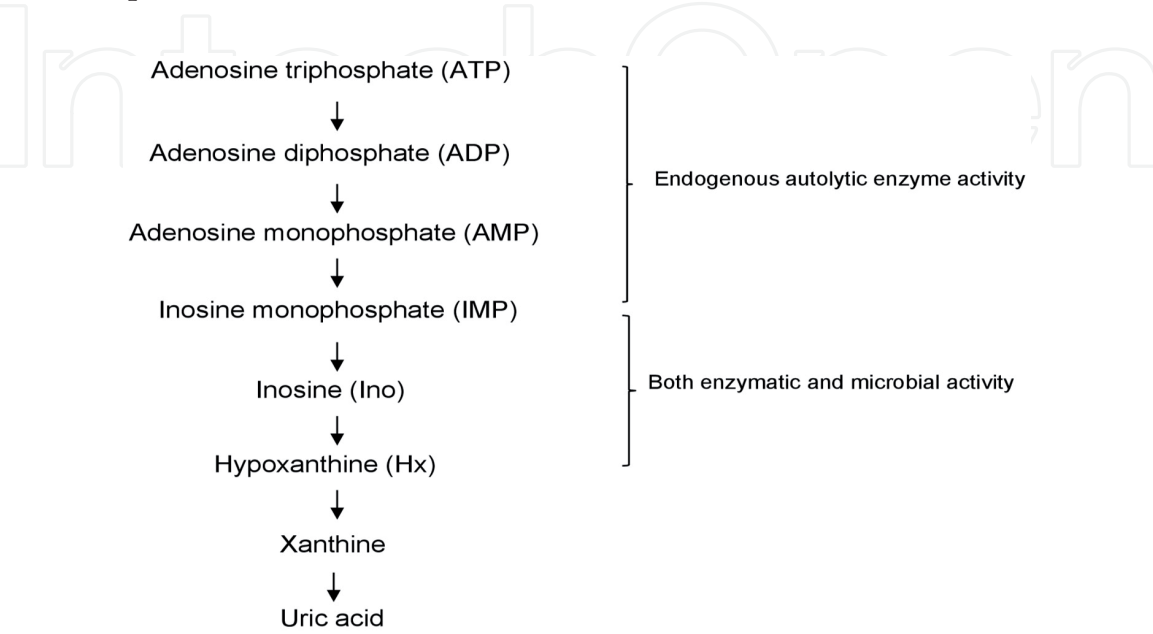 IntechOpen
Adenosine triphosphate (ATP)
Adenosine diphosphate (ADP)
Endogenous autolytic enzyme activity
Adenosine monophosphate (AMP)
Inosine monophosphate (IMP)
Both enzymatic and microbial activity
Inosine (Ino)
Hypoxanthine (Hx)
Xanthine
Uric acid